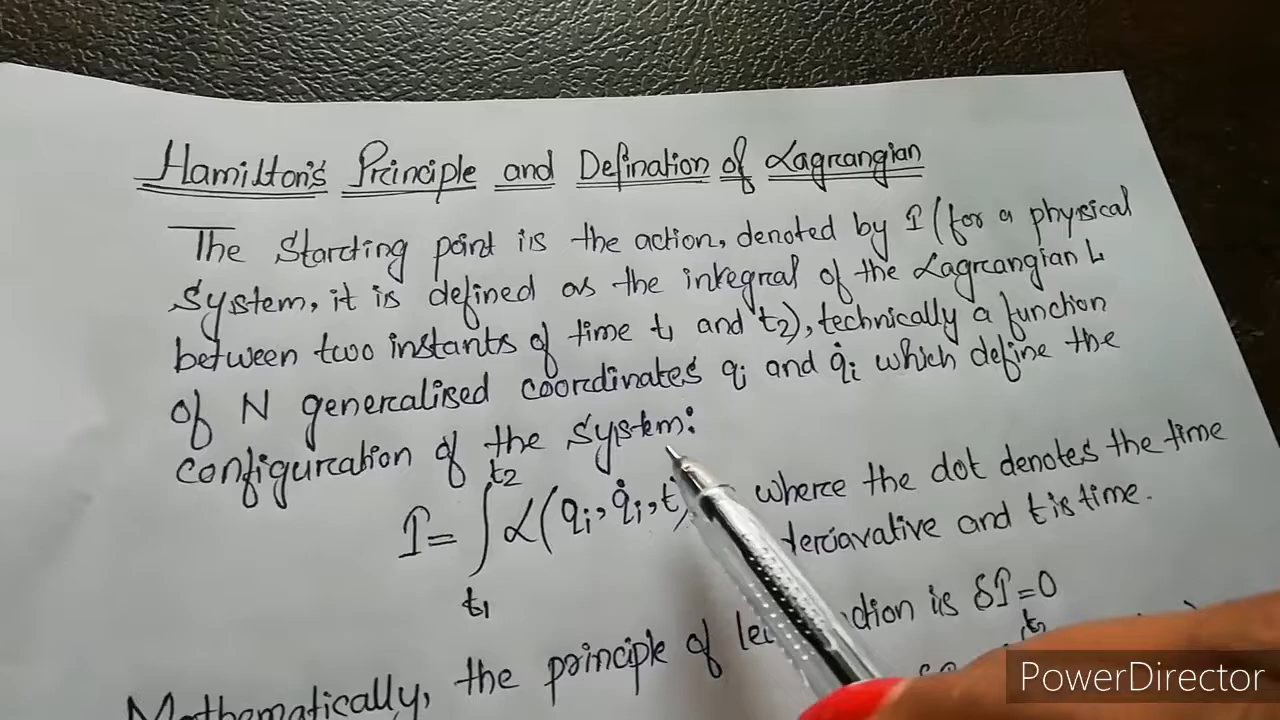 Hamilton's Principle and Defination of Lagrangian
The Starting point is the action, denoted by I (for a physical
System, it is defined as the integral of the Lagrangian L
between two instants of time t1 and t2), technically a function
of N generalised coordinates qi and q̇i which define the
configuration of the System:
I = ∫ L(qi, q̇i, t) where the dot denotes the time
t2
t1
deriavative and t is time.
Mathematically, the principle of action is δI = 0
PowerDirector